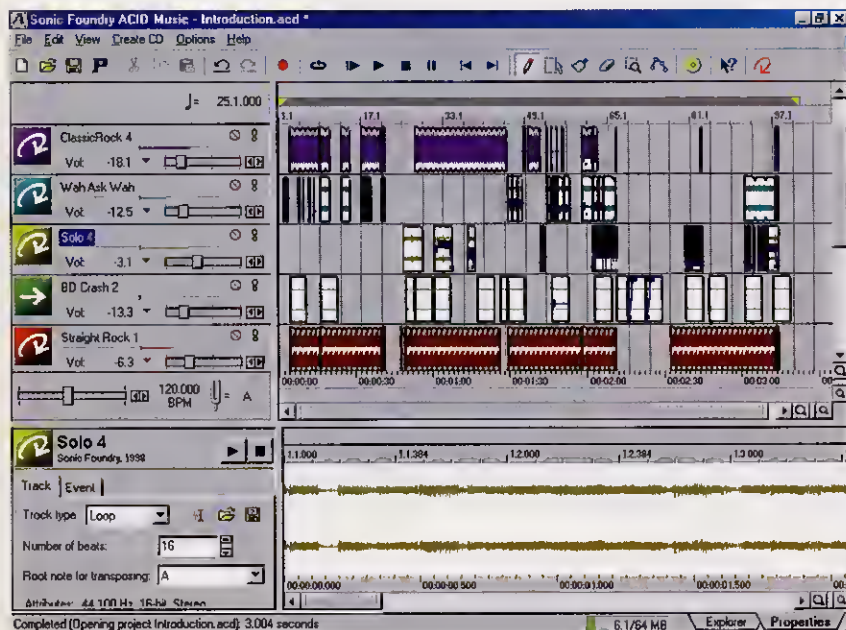 Sonic Foundry ACID Music - Introduction.acd *
File Edit View Create CD Options Help
25.1.000
1.1 17.1 33.1 49.1 65.1 81.1 97.1
ClassicRock 4
Vol: -18.1
Wah Ask Wah
Vol: -12.5
Solo 4
Vol: -3.1
BD Crash 2
Vol: -13.3
Straight Rock 1
Vol: -6.3
00:00:00 00:00:30 00:01:00 00:01:30 00:02:00 00:02:30 00:03:00
120.000 BPM = A
Solo 4
Sonic Foundry, 1998
Track Event
Track type Loop
Number of beats: 16
Root note for transposing: A
Attributes: 44,100 Hz, 16-bit, Stereo
1.1.000 1.1.384 1.2.000 1.2.384 1.3.000
00:00:00.000 00:00:00.500 00:00:01.000 00:00:01.500
Completed (Opening project Introduction.acd): 3.004 seconds
6.1/64 MB
Explorer Properties